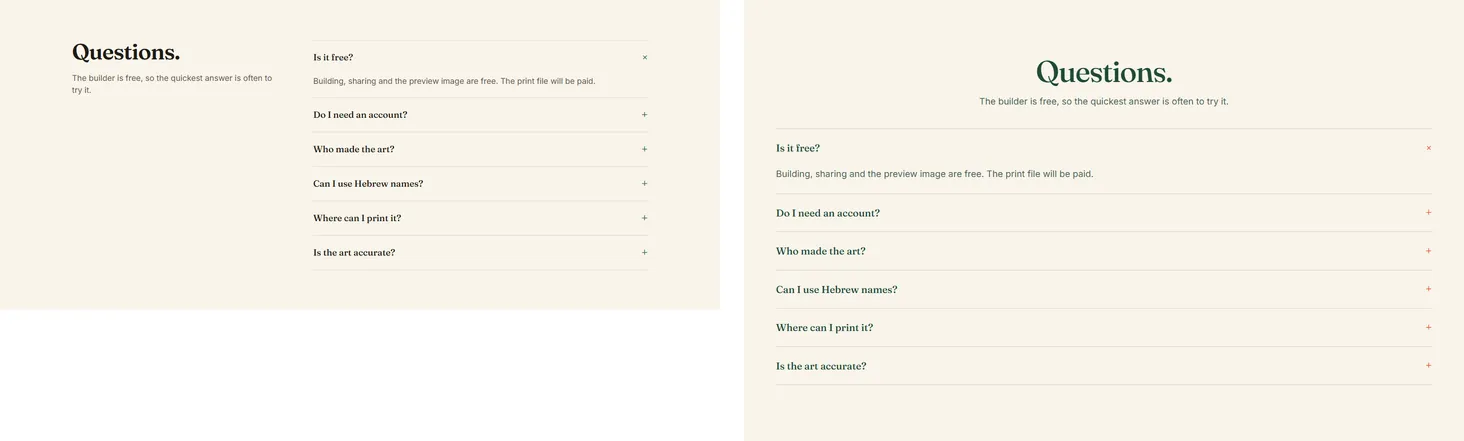 Questions.
The builder is free, so the quickest answer is often to
try it.
Is it free?
×
Building, sharing and the preview image are free. The print file will be paid.
Do I need an account?
+
Who made the art?
+
Can I use Hebrew names?
+
Where can I print it?
+
Is the art accurate?
+
Questions.
The builder is free, so the quickest answer is often to try it.
Is it free?
×
Building, sharing and the preview image are free. The print file will be paid.
Do I need an account?
+
Who made the art?
+
Can I use Hebrew names?
+
Where can I print it?
+
Is the art accurate?
+